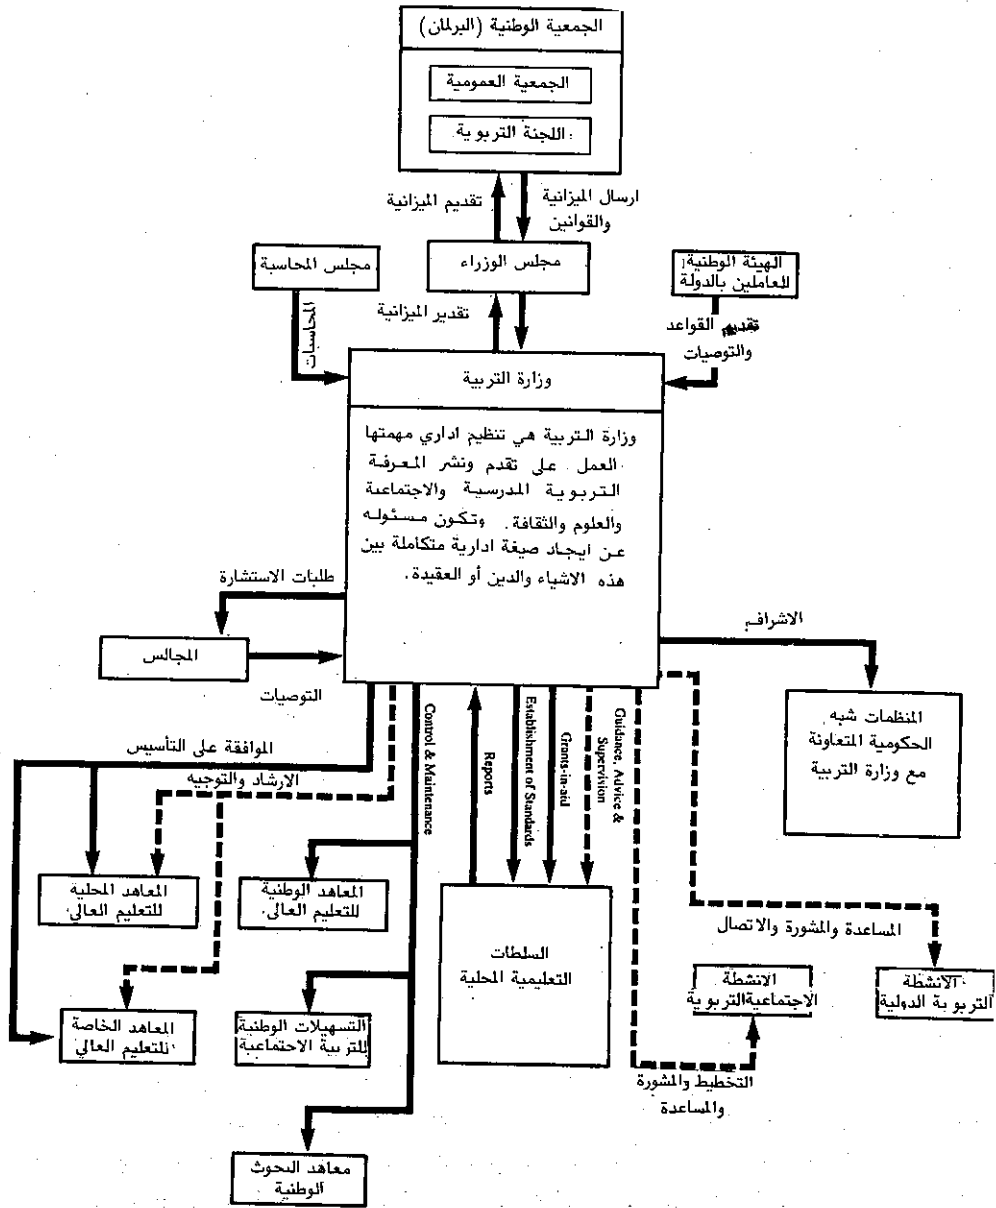 الجمعية الوطنية (البرلمان)
الجمعية العمومية
اللجنة التربوية
تقديم الميزانية
ارسال الميزانية
والقوانين
مجلس المحاسبة
مجلس الوزراء
الهيئة الوطنية
للعاملين بالدولة
المحاسبات
تقدير الميزانية
تقديم القواعد
والتوصيات
وزارة التربية
وزارة التربية هي تنظيم اداري مهمتها
العمل على تقدم ونشر المعرفة
التربوية المدرسية والاجتماعية
والعلوم والثقافة. وتكون مسئوله
عن ايجاد صيغة ادارية متكاملة بين
هذه الاشياء والدين أو العقيدة.
طلبات الاستشارة
المجالس
التوصيات
الاشراف
المنظمات شبه
الحكومية المتعاونة
مع وزارة التربية
الموافقة على التأسيس
الارشاد والتوجيه
Control & Maintenance
Reports
Establishment of Standards
Grants-in-aid
Guidance, Advice &
Supervision
المعاهد المحلية
للتعليم العالي
المعاهد الوطنية
للتعليم العالي.
السلطات
التعليمية المحلية
المساعدة والمشورة والاتصال
الانشطة
الاجتماعية التربوية
الانشطة
التربوية الدولية
المعاهد الخاصة
للتعليم العالي
التسهيلات الوطنية
للتربية الاجتماعية
التخطيط والمشورة
والمساعدة
معاهد البحوث
الوطنية